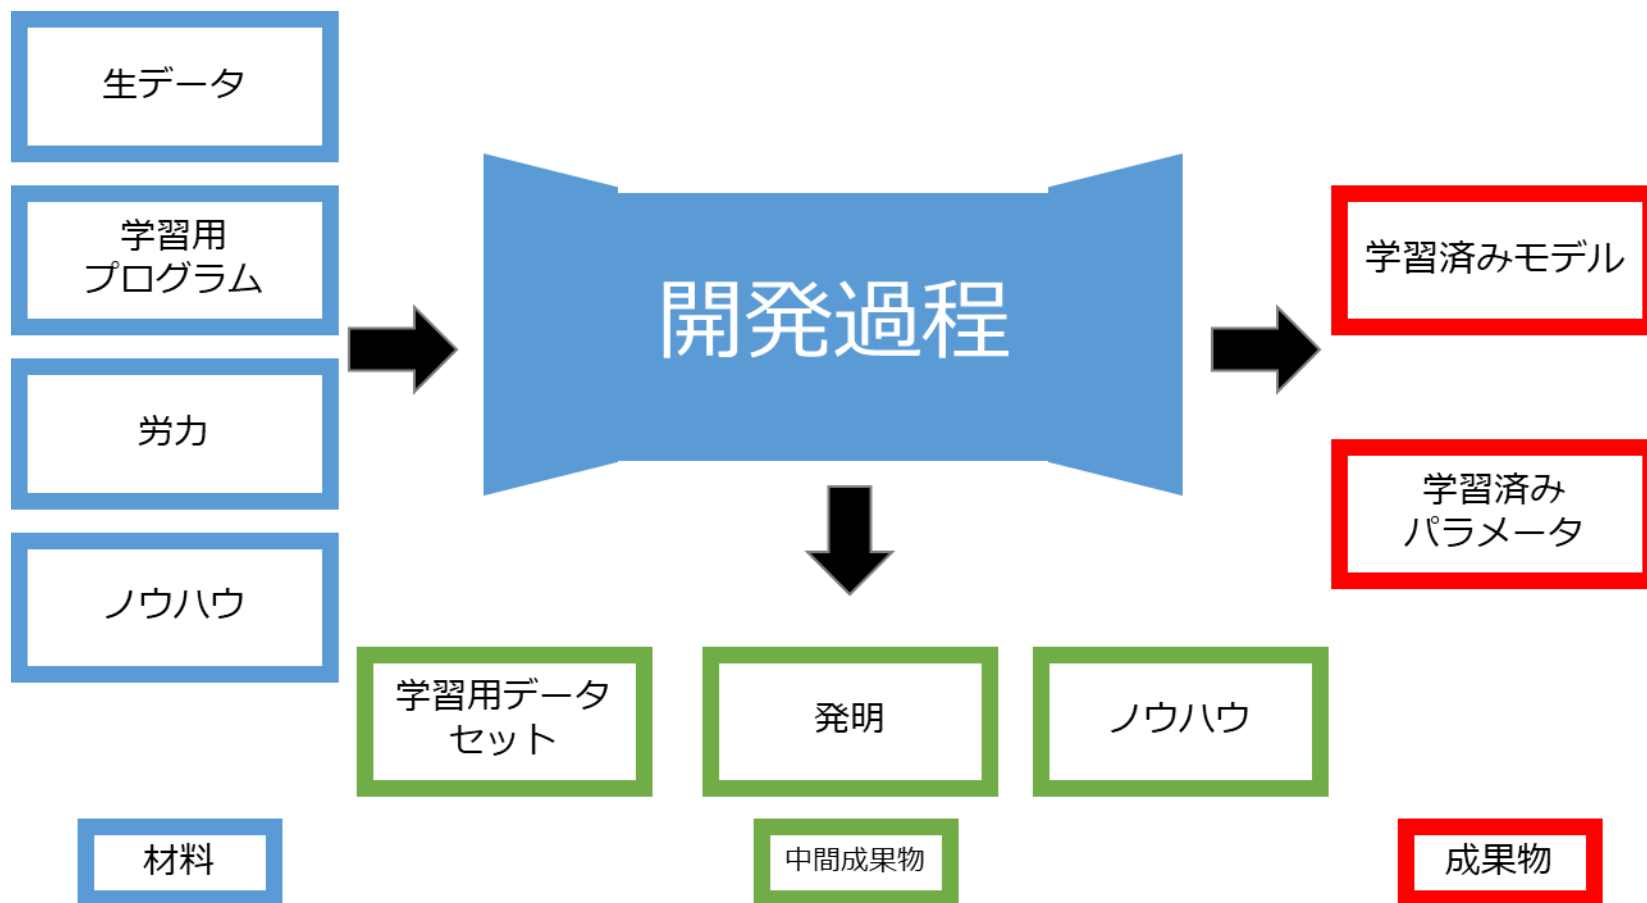 生データ
学習用
プログラム
労力
ノウハウ
開発過程
学習済みモデル
学習済み
パラメータ
学習用データ
セット
発明
ノウハウ
材料
中間成果物
成果物